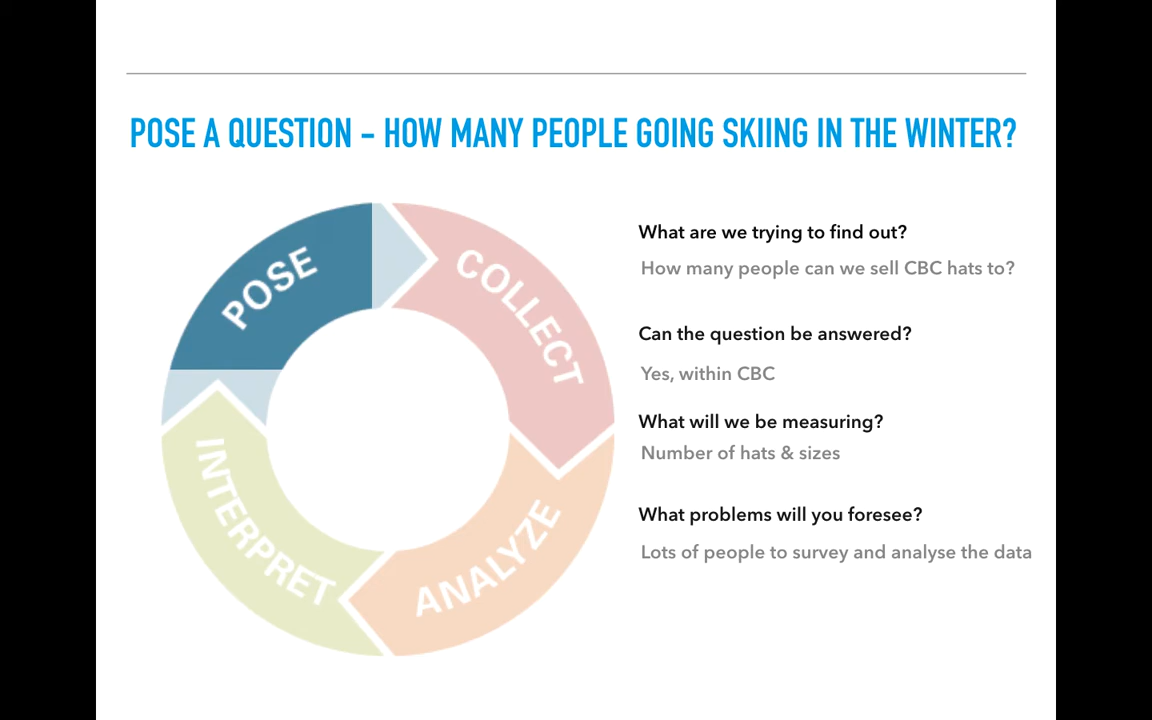 POSE A QUESTION - HOW MANY PEOPLE GOING SKIING IN THE WINTER?
POSE
COLLECT
ANALYZE
INTERPRET
What are we trying to find out?
How many people can we sell CBC hats to?
Can the question be answered?
Yes, within CBC
What will we be measuring?
Number of hats & sizes
What problems will you foresee?
Lots of people to survey and analyse the data